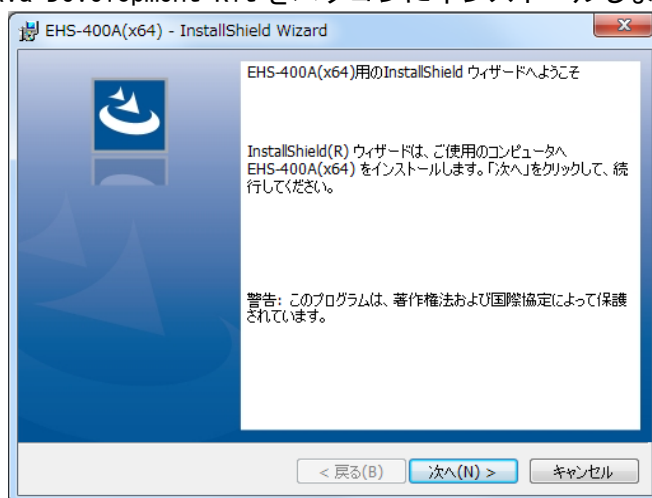 EHS-400A(x64) - InstallShield Wizard
EHS-400A(x64)用のInstallShield ウィザードへようこそ
InstallShield(R) ウィザードは、ご使用のコンピュータへ
EHS-400A(x64) をインストールします。「次へ」をクリックして、続
行してください。
警告: このプログラムは、著作権法および国際協定によって保護
されています。
< 戻る(B)
次へ(N) >
キャンセル